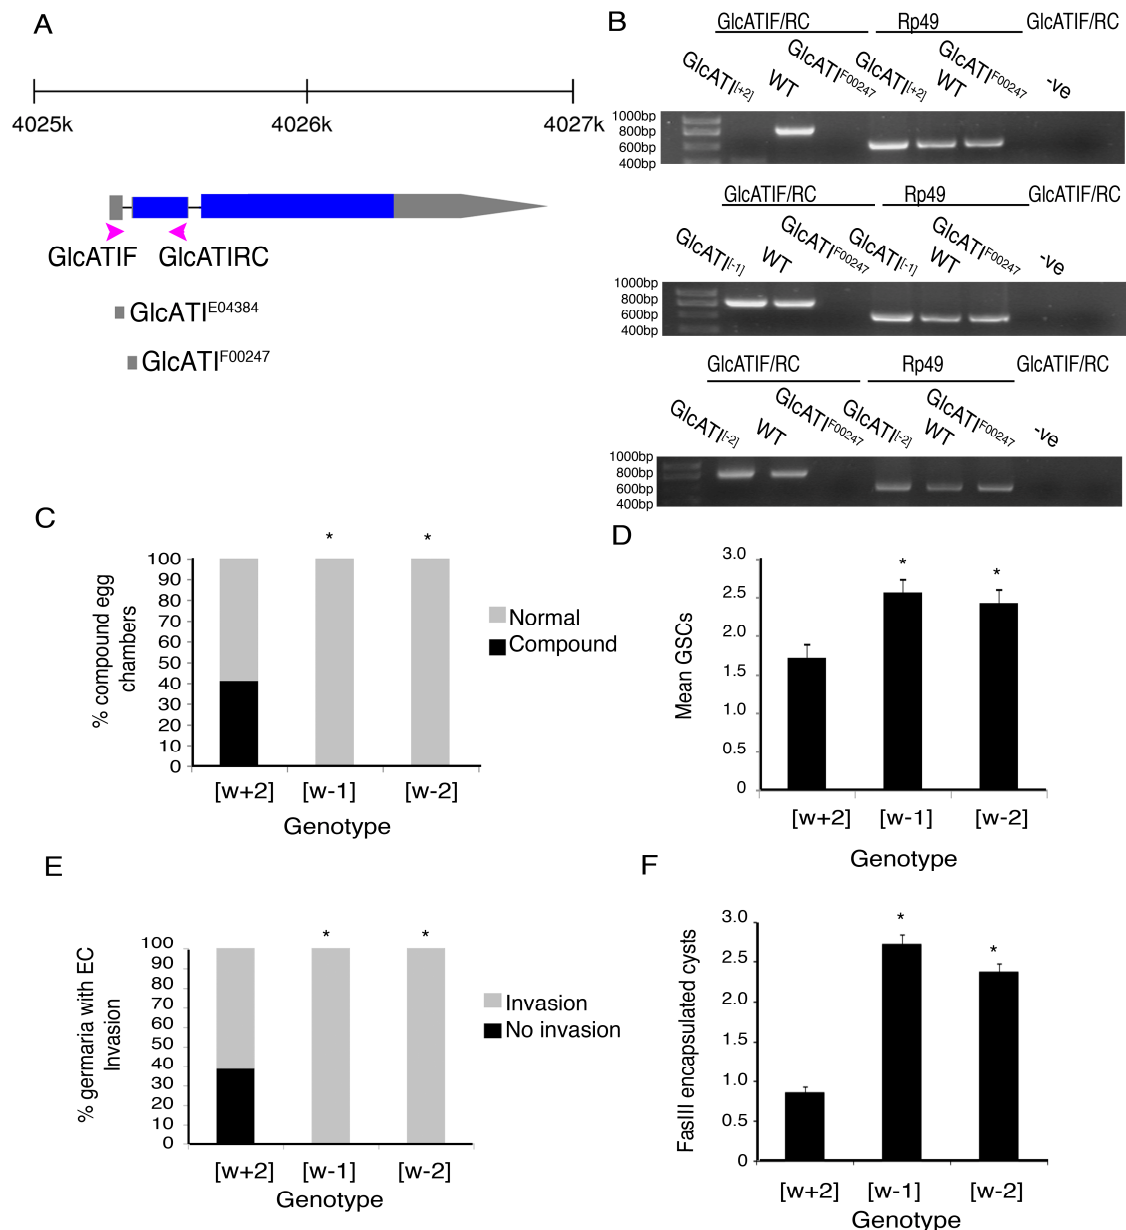 A
4025k
4026k
4027k
GlcATIF
GlcATIRC
GlcATI^E04384
GlcATI^F00247
B
GlcATIF/RC
Rp49
GlcATIF/RC
GlcATI[+2]
WT
GlcATI^F00247
GlcATI[+2]
WT
GlcATI^F00247
-ve
1000bp
800bp
600bp
400bp
GlcATIF/RC
Rp49
GlcATIF/RC
GlcATI[-1]
WT
GlcATI^F00247
GlcATI[-1]
WT
GlcATI^F00247
-ve
1000bp
800bp
600bp
400bp
GlcATIF/RC
Rp49
GlcATIF/RC
GlcATI[-2]
WT
GlcATI^F00247
GlcATI[-2]
WT
GlcATI^F00247
-ve
1000bp
800bp
600bp
400bp
C
% compound egg
chambers
100
90
80
70
60
50
40
30
20
10
0
*
*
Normal
Compound
[w+2]
[w-1]
[w-2]
Genotype
D
Mean GSCs
3.0
2.5
2.0
1.5
1.0
0.5
0
*
*
[w+2]
[w-1]
[w-2]
Genotype
E
% germaria with EC
Invasion
100
90
80
70
60
50
40
30
20
10
0
*
*
Invasion
No invasion
[w+2]
[w-1]
[w-2]
Genotype
F
FasIII encapsulated cysts
3.0
2.5
2.0
1.5
1.0
0.5
0
*
*
[w+2]
[w-1]
[w-2]
Genotype